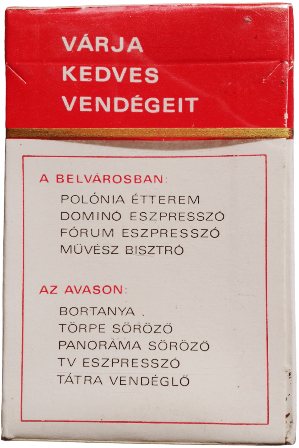 VÁRJA
KEDVES
VENDÉGEIT
A BELVÁROSBAN:
POLÓNIA ÉTTEREM
DOMINÓ ESZPRESSZÓ
FÓRUM ESZPRESSZÓ
MŰVÉSZ BISZTRÓ
AZ AVASON:
BORTANYA
TÖRPE SÖRÖZŐ
PANORÁMA SÖRÖZŐ
TV ESZPRESSZÓ
TÁTRA VENDÉGLŐ